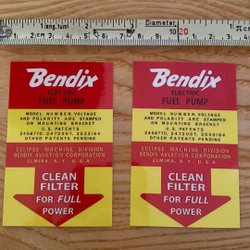 Diameter
10
20
Bendix
ELECTRIC
FUEL PUMP
MODEL NUMBER, VOLTAGE
AND POLARITY ARE STAMPED
ON MOUNTING BRACKET
U. S. PATENTS
OTHER PATENTS PENDING
ECLIPSE MACHINE DIVISION
BENDIX AVIATION CORPORATION
ELMIRA, N. Y., U.S.A.
CLEAN
FILTER
FOR FULL
POWER
Bendix
ELECTRIC
FUEL PUMP
MODEL NUMBER, VOLTAGE
AND POLARITY ARE STAMPED
ON MOUNTING BRACKET
U. S. PATENTS
OTHER PATENTS PENDING
ECLIPSE MACHINE DIVISION
BENDIX AVIATION CORPORATION
ELMIRA, N. Y., U.S.A.
CLEAN
FILTER
FOR FULL
POWER